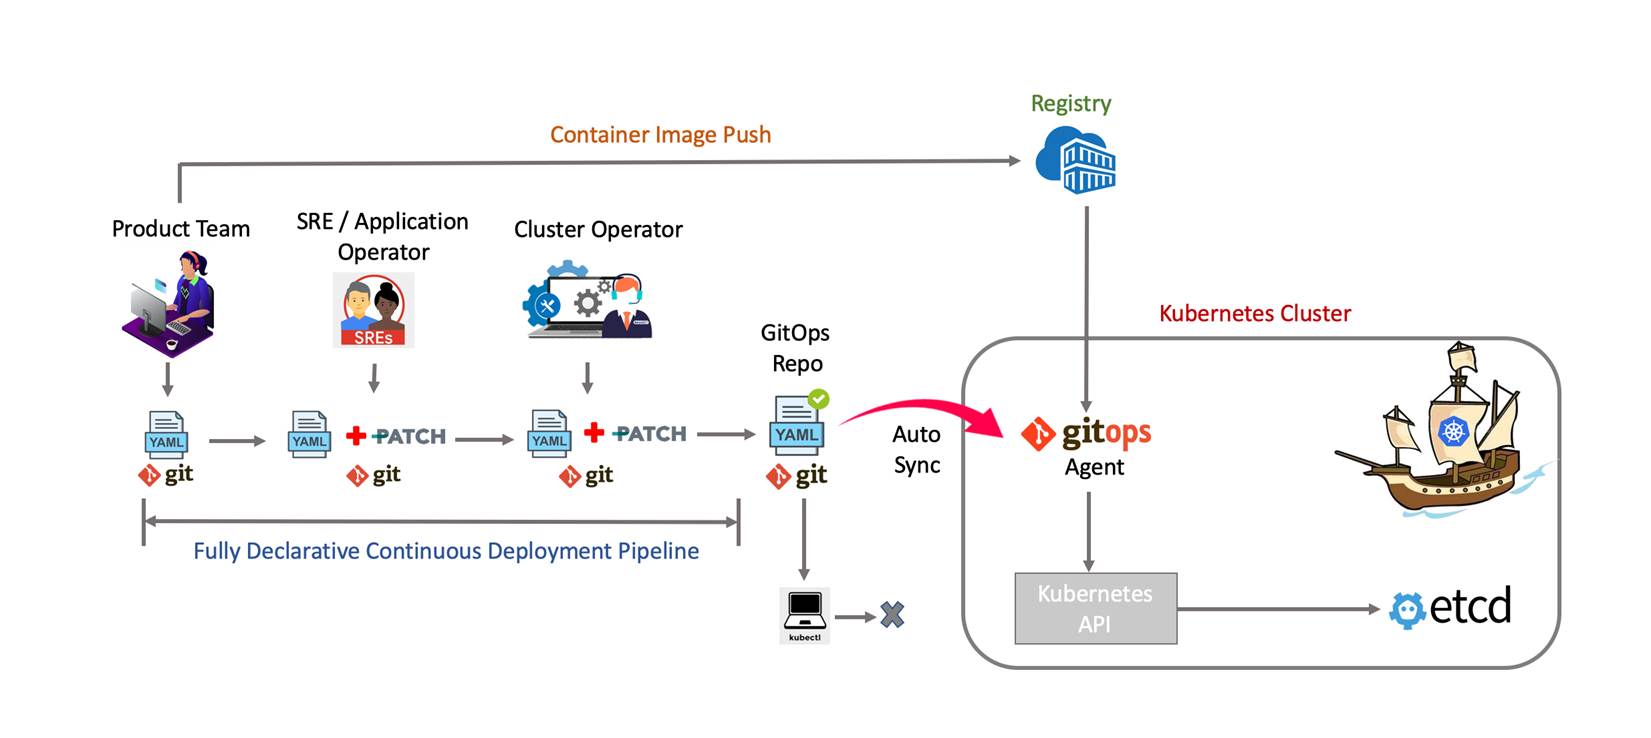 Registry
Container Image Push
Product Team
SRE / Application
Operator
Cluster Operator
SREs
Kubernetes Cluster
GitOps
Repo
YAML
git
YAML
PATCH
git
YAML
PATCH
git
YAML
git
Auto
Sync
gitops
Agent
Fully Declarative Continuous Deployment Pipeline
kubectl
Kubernetes
API
etcd